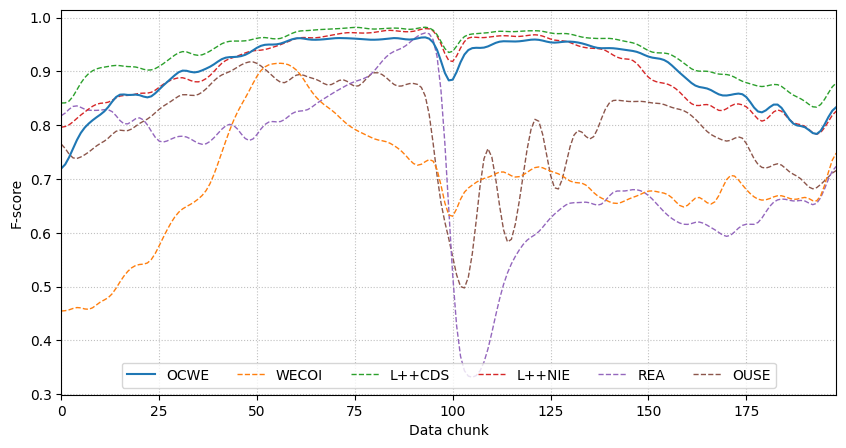 1.0
0.9
0.8
0.7
0.6
0.5
0.4
0.3
F-score
OCWE WECOI L++CDS L++NIE REA OUSE
0 25 50 75 100 125 150 175
Data chunk